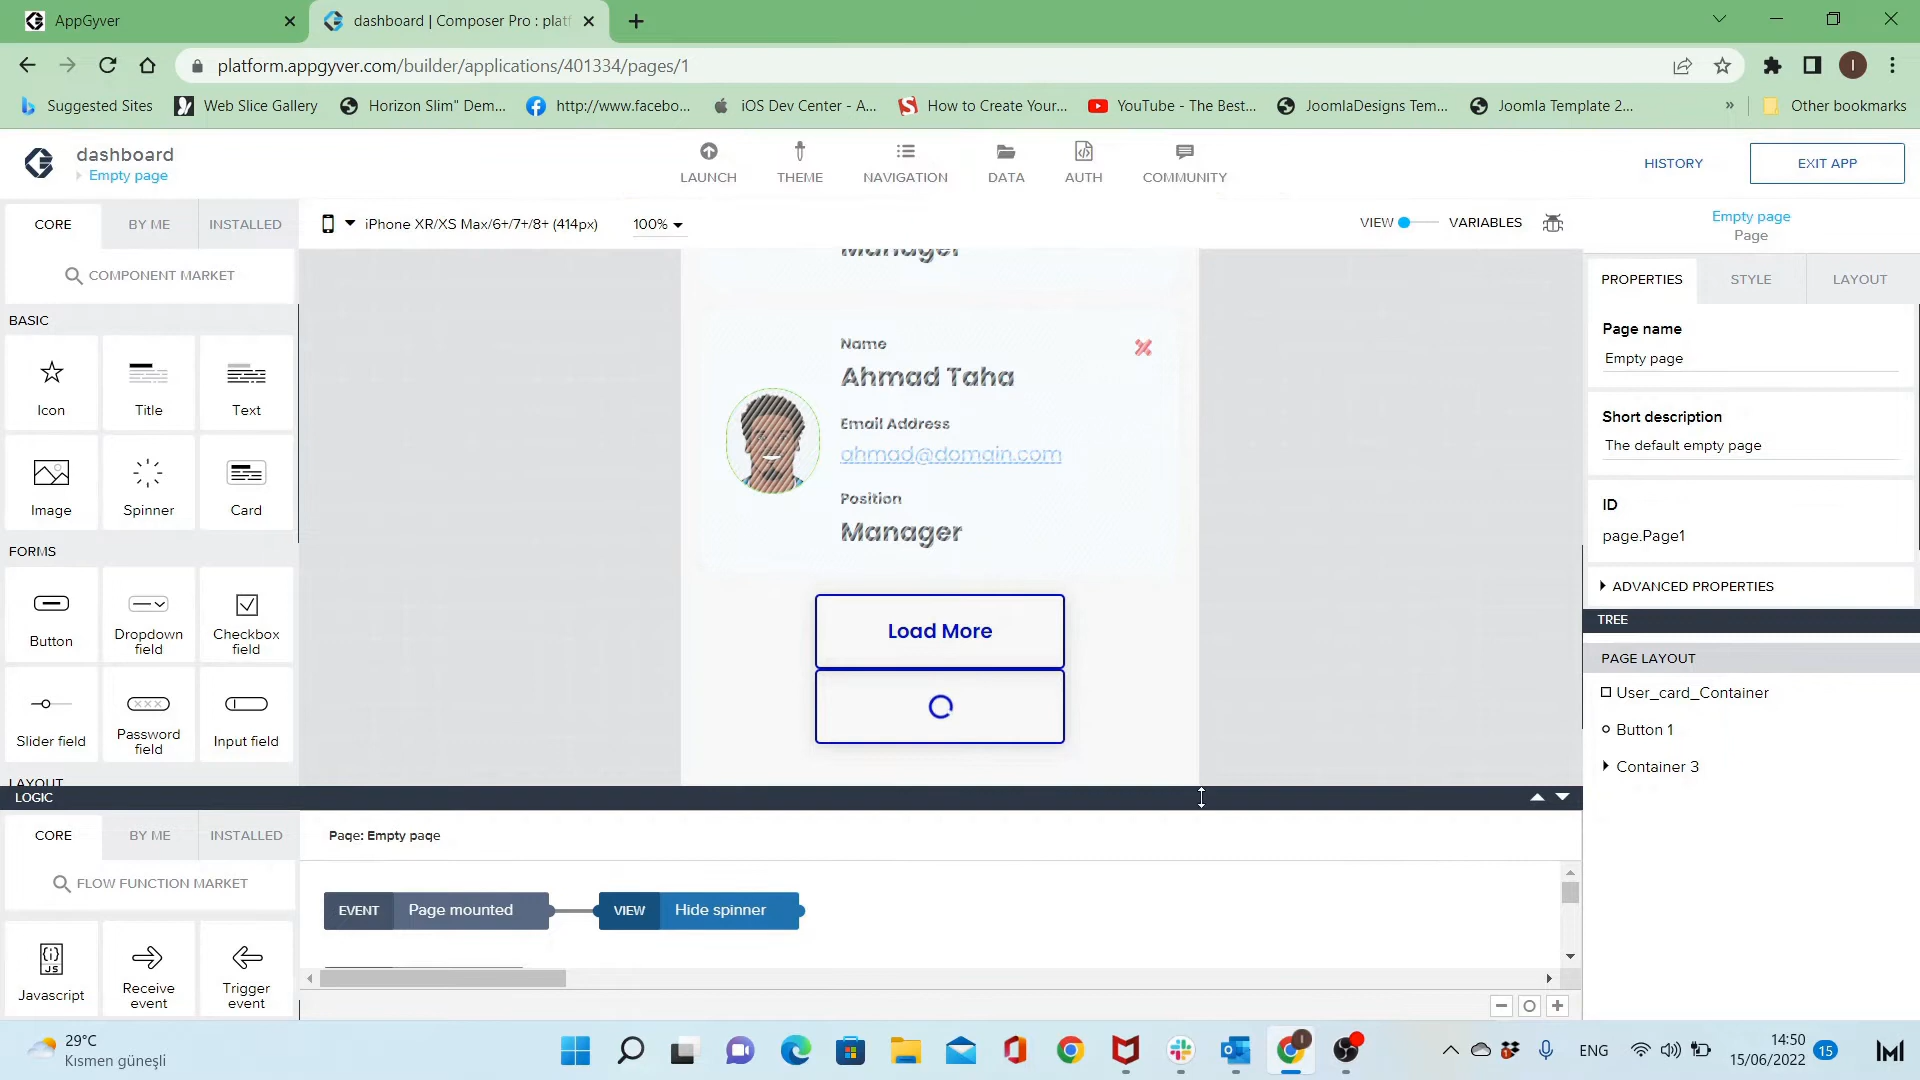 AppGyver
dashboard | Composer Pro : platf
platform.appgyver.com/builder/applications/401334/pages/1
Suggested Sites
Web Slice Gallery
Horizon Slim" Dem...
http://www.facebo...
iOS Dev Center - A...
How to Create Your...
YouTube - The Best...
JoomlaDesigns Tem...
Joomla Template 2...
»
Other bookmarks
dashboard
Empty page
LAUNCH
THEME
NAVIGATION
DATA
AUTH
COMMUNITY
HISTORY
EXIT APP
CORE
BY ME
INSTALLED
iPhone XR/XS Max/6+/7+/8+ (414px)
100%
VIEW
VARIABLES
Empty page
Page
COMPONENT MARKET
PROPERTIES
STYLE
LAYOUT
BASIC
Icon
Title
Text
Image
Spinner
Card
FORMS
Button
Dropdown
field
Checkbox
field
Slider field
Password
field
Input field
LAYOUT
Manager
Name
Ahmad Taha
Email Address
ahmad@domain.com
Position
Manager
Load More
Page name
Empty page
Short description
The default empty page
ID
page.Page1
ADVANCED PROPERTIES
TREE
PAGE LAYOUT
User_card_Container
Button 1
Container 3
LOGIC
CORE
BY ME
INSTALLED
Page: Empty page
FLOW FUNCTION MARKET
EVENT
Page mounted
VIEW
Hide spinner
JS
Javascript
Receive
event
Trigger
event
29°C
Kısmen güneşli
ENG
14:50
15/06/2022
15